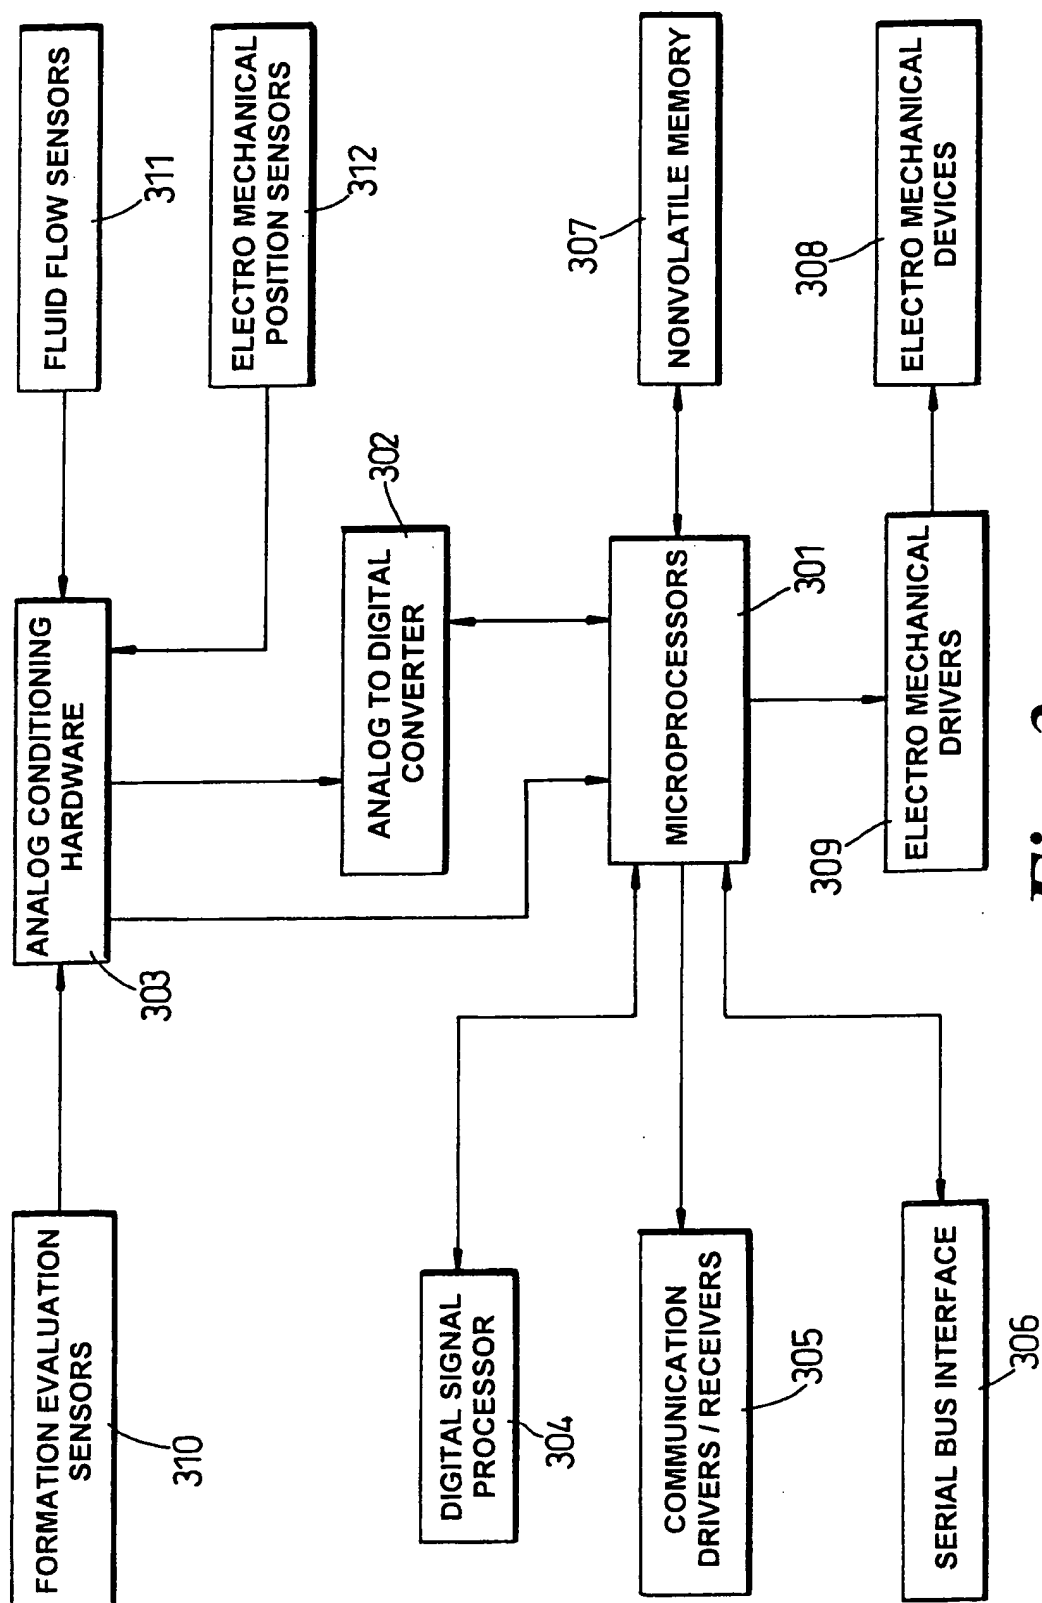 FORMATION EVALUATION
SENSORS
310
ANALOG CONDITIONING
HARDWARE
303
FLUID FLOW SENSORS
311
ELECTRO MECHANICAL
POSITION SENSORS
312
ANALOG TO DIGITAL
CONVERTER
302
DIGITAL SIGNAL
PROCESSOR
304
COMMUNICATION
DRIVERS / RECEIVERS
305
SERIAL BUS INTERFACE
306
MICROPROCESSORS
301
NONVOLATILE MEMORY
307
ELECTRO MECHANICAL
DRIVERS
309
ELECTRO MECHANICAL
DEVICES
308